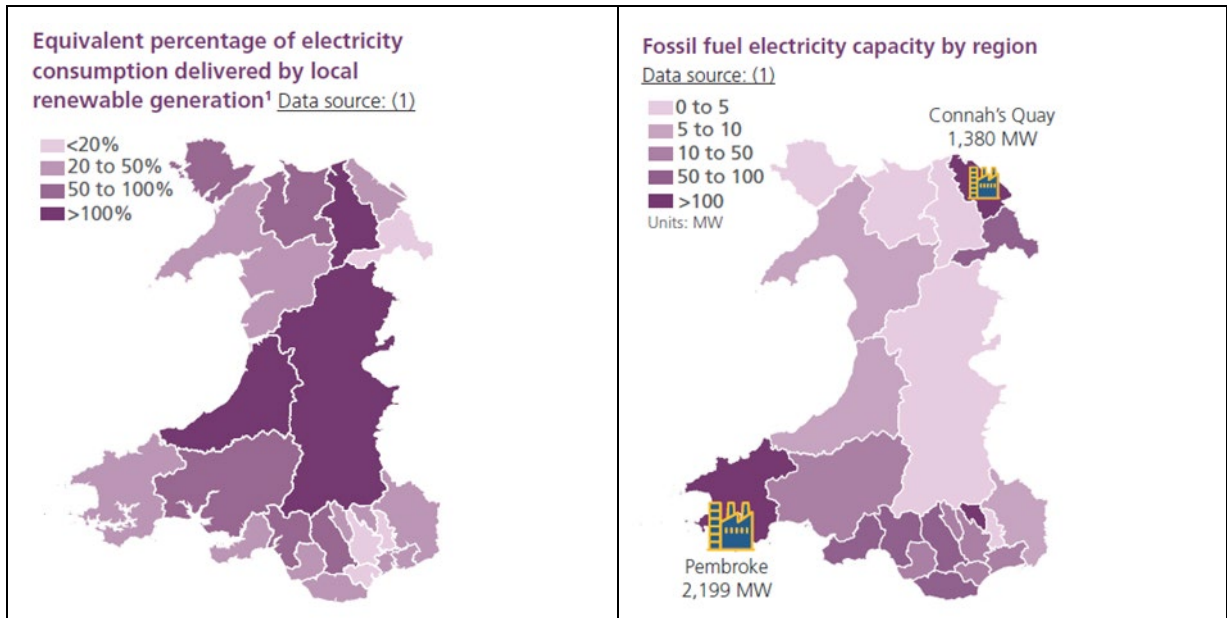 Equivalent percentage of electricity
consumption delivered by local
renewable generation¹ Data source: (1)
<20%
20 to 50%
50 to 100%
>100%
Fossil fuel electricity capacity by region
Data source: (1)
0 to 5
5 to 10
10 to 50
50 to 100
>100
Units: MW
Connah's Quay
1,380 MW
Pembroke
2,199 MW